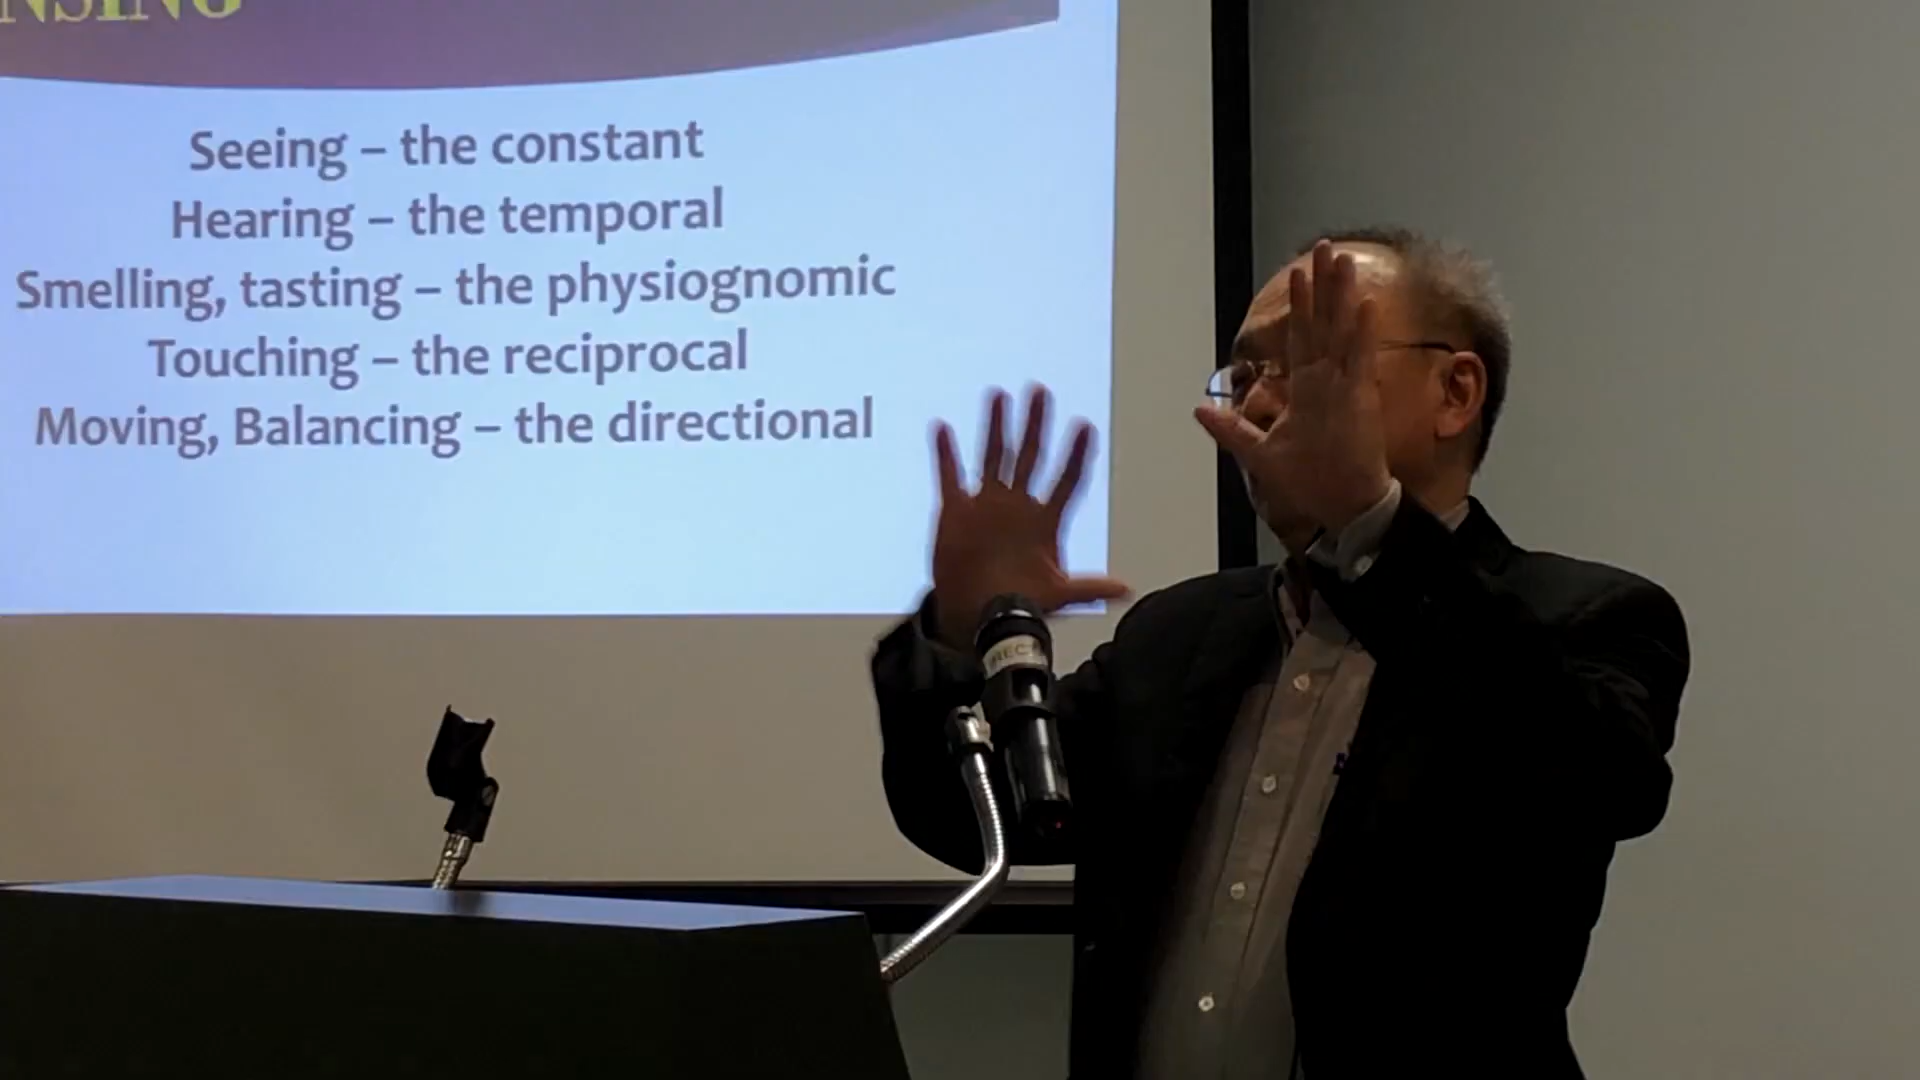 Seeing – the constant
Hearing – the temporal
Smelling, tasting – the physiognomic
Touching – the reciprocal
Moving, Balancing – the directional